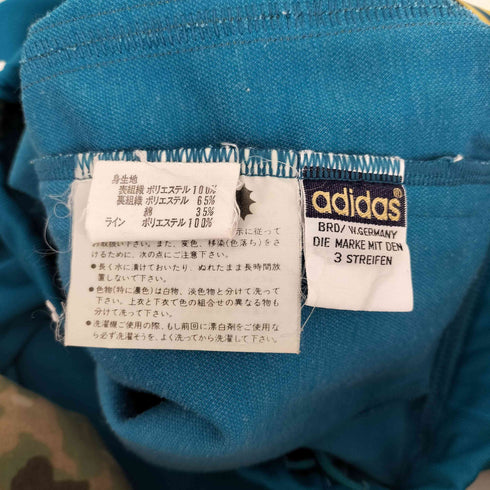 身生地
表組織 ポリエステル100%
裏組織 ポリエステル 65%
綿 35%
ライン ポリエステル100%
示に従って
お取扱い下さい。また、変色、移染(色落ち)をさけ
るために、次の点にご注意下さい。
●長く水に漬けておいたり、ぬれたまま長時間放
置しないで下さい。
●色物(特に濃色)は白物、淡色物と分けて洗って
下さい。上衣と下衣で色の組合せの異なる物も
分けて洗って下さい。
●洗濯機ご使用の際、もし前回に漂白剤をご使用な
ら必ず洗濯そうを、よく洗ってから洗濯して下さい。
adidas®
BRD/W.GERMANY
DIE MARKE MIT DEN
3 STREIFEN